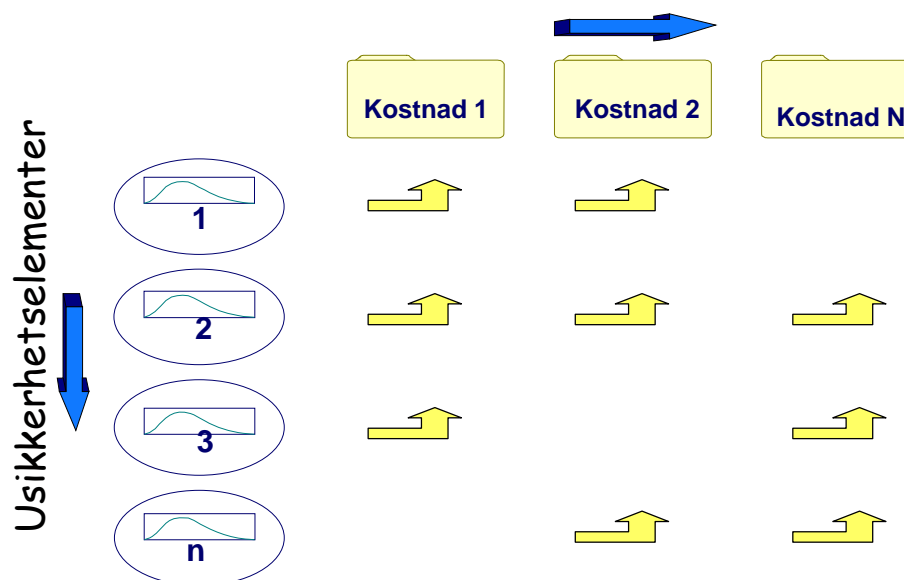 Kostnad 1
Kostnad 2
Kostnad N
Usikkerhetselementer
1
2
3
n